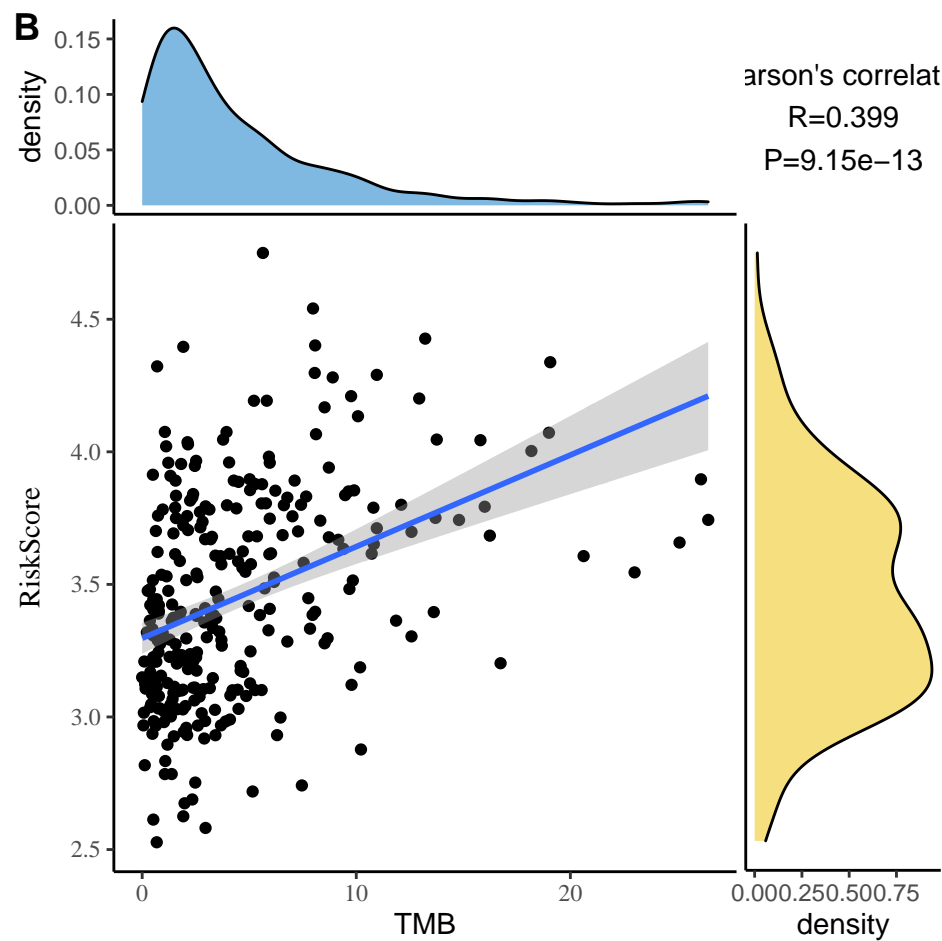 B
0.15
0.10
0.05
0.00
density
arson's correlat
R=0.399
P=9.15e−13
4.5
4.0
3.5
3.0
2.5
RiskScore
0 10 20
TMB
0.000.250.500.75
density